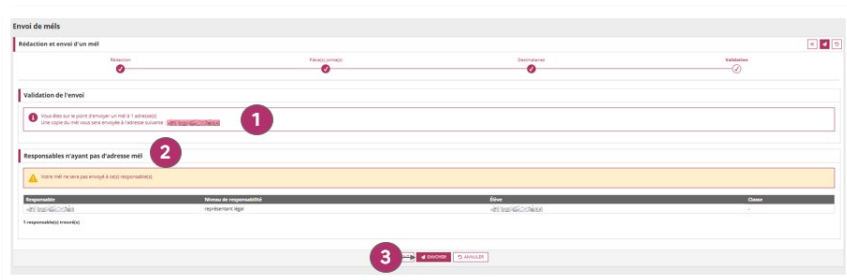 Envoi de méls
Rédaction et envoi d'un mél
Rédaction
Pièce(s) jointe(s)
Destinataires
Validation
Validation de l'envoi
Vous êtes sur le point d'envoyer un mél à 1 adresse(s)
Une copie du mél vous sera envoyée à l'adresse suivante :
1
Responsables n'ayant pas d'adresse mél
2
Votre mél ne sera pas envoyé à ce(s) responsable(s)
Responsable Niveau de responsabilité Élève Classe
représentant légal -
1 responsable(s) trouvé(s)
3
ENVOYER ANNULER